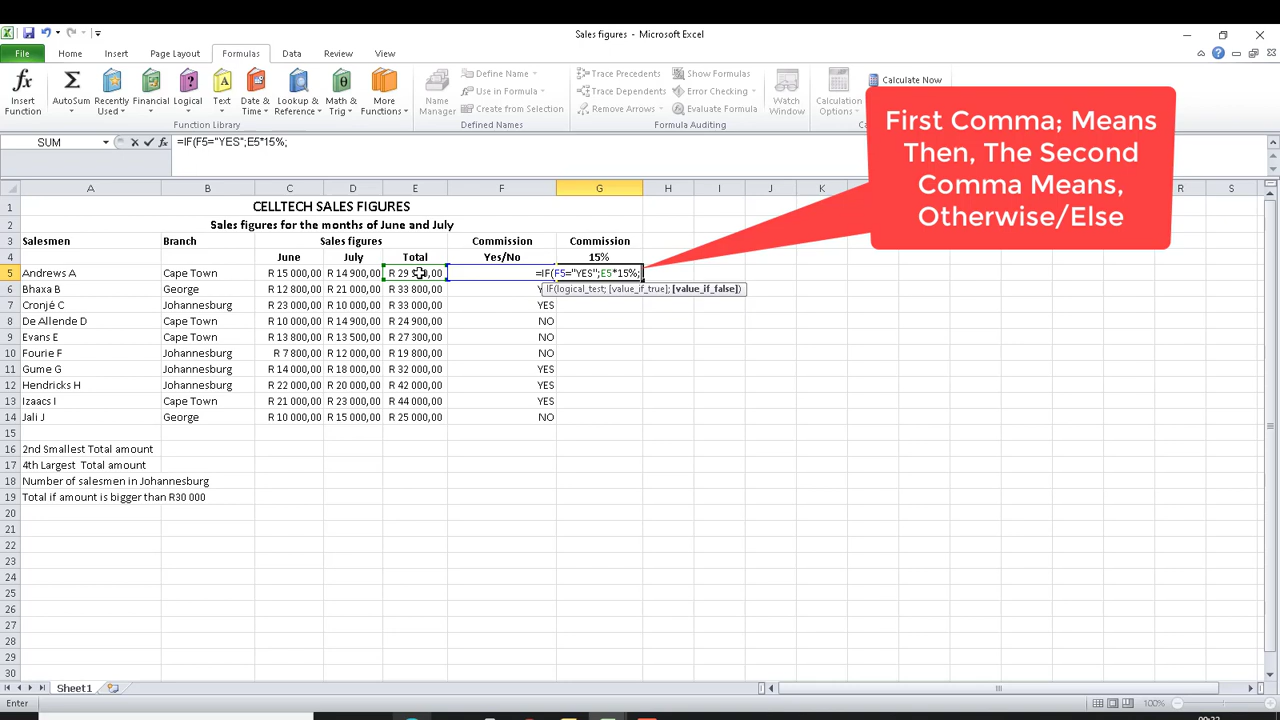 Sales figures - Microsoft Excel
File Home Insert Page Layout Formulas Data Review View
Insert Function
AutoSum
Recently Used
Financial
Logical
Text
Date & Time
Lookup & Reference
Math & Trig
More Functions
Function Library
Name Manager
Define Name
Use in Formula
Create from Selection
Defined Names
Trace Precedents
Trace Dependents
Remove Arrows
Show Formulas
Error Checking
Evaluate Formula
Formula Auditing
Watch Window
Calculation Options
Calculate Now
First Comma; Means
Then, The Second
Comma Means,
Otherwise/Else
SUM =IF(F5="YES";E5*15%;
A B C D E F G H I J K R S
1 CELLTECH SALES FIGURES
2 Sales figures for the months of June and July
3 Salesmen Branch Sales figures Commission Commission
4 June July Total Yes/No 15%
5 Andrews A Cape Town R 15 000,00 R 14 900,00 R 29 =IF(F5="YES";E5*15%;
IF(logical_test; [value_if_true]; [value_if_false])
6 Bhaxa B George R 12 800,00 R 21 000,00 R 33 800,00
7 Cronjé C Johannesburg R 23 000,00 R 10 000,00 R 33 000,00 YES
8 De Allende D Cape Town R 10 000,00 R 14 900,00 R 24 900,00 NO
9 Evans E Cape Town R 13 800,00 R 13 500,00 R 27 300,00 NO
10 Fourie F Johannesburg R 7 800,00 R 12 000,00 R 19 800,00 NO
11 Gume G Johannesburg R 14 000,00 R 18 000,00 R 32 000,00 YES
12 Hendricks H Johannesburg R 22 000,00 R 20 000,00 R 42 000,00 YES
13 Izaacs I Cape Town R 21 000,00 R 23 000,00 R 44 000,00 YES
14 Jali J George R 10 000,00 R 15 000,00 R 25 000,00 NO
15
16 2nd Smallest Total amount
17 4th Largest Total amount
18 Number of salesmen in Johannesburg
19 Total if amount is bigger than R30 000
20
21
22
23
24
25
26
27
28
29
30
Sheet1
Enter 100%